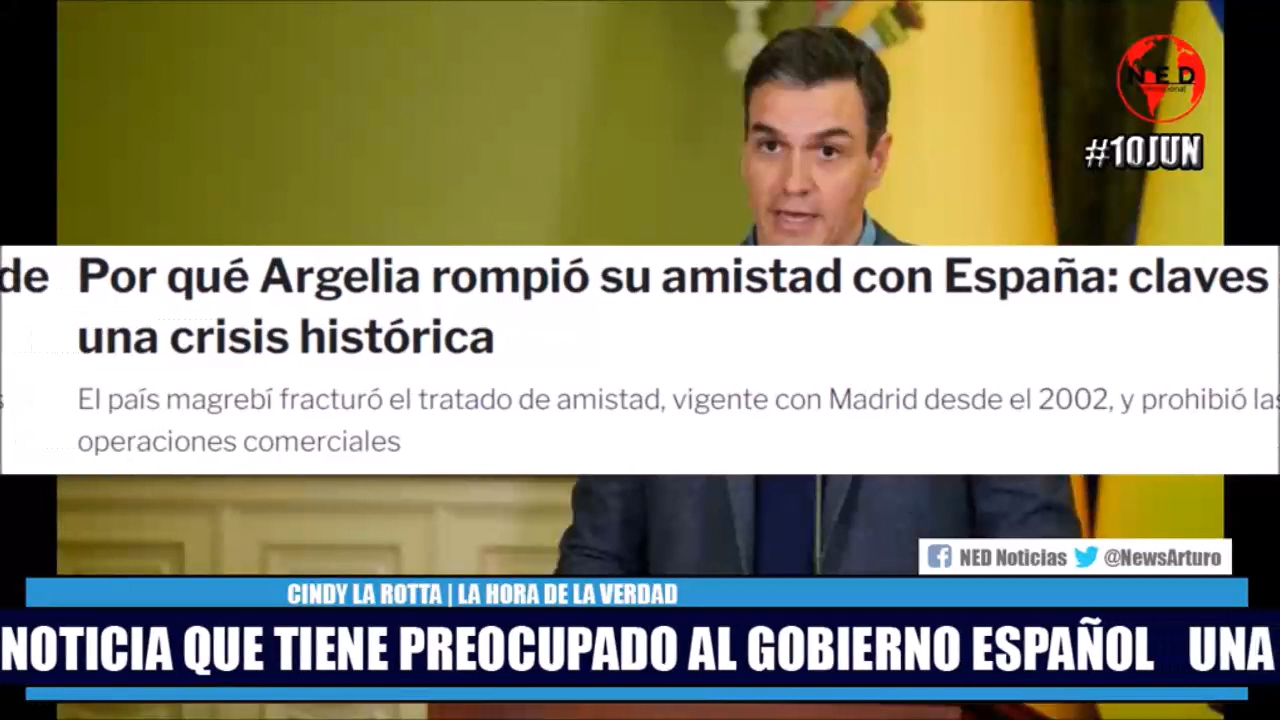 NED
#10JUN
de Por qué Argelia rompió su amistad con España: claves
una crisis histórica
El país magrebí fracturó el tratado de amistad, vigente con Madrid desde el 2002, y prohibió las
operaciones comerciales
NED Noticias @NewsArturo
CINDY LA ROTTA | LA HORA DE LA VERDAD
NOTICIA QUE TIENE PREOCUPADO AL GOBIERNO ESPAÑOL UNA